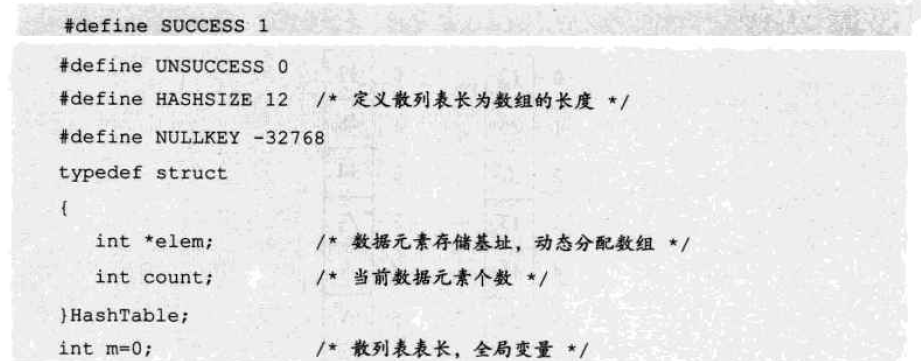 #define SUCCESS 1
#define UNSUCCESS 0
#define HASHSIZE 12 /* 定义散列表长为数组的长度 */
#define NULLKEY -32768
typedef struct
{
int *elem; /* 数据元素存储基址，动态分配数组 */
int count; /* 当前数据元素个数 */
}HashTable;
int m=0; /* 散列表表长，全局变量 */